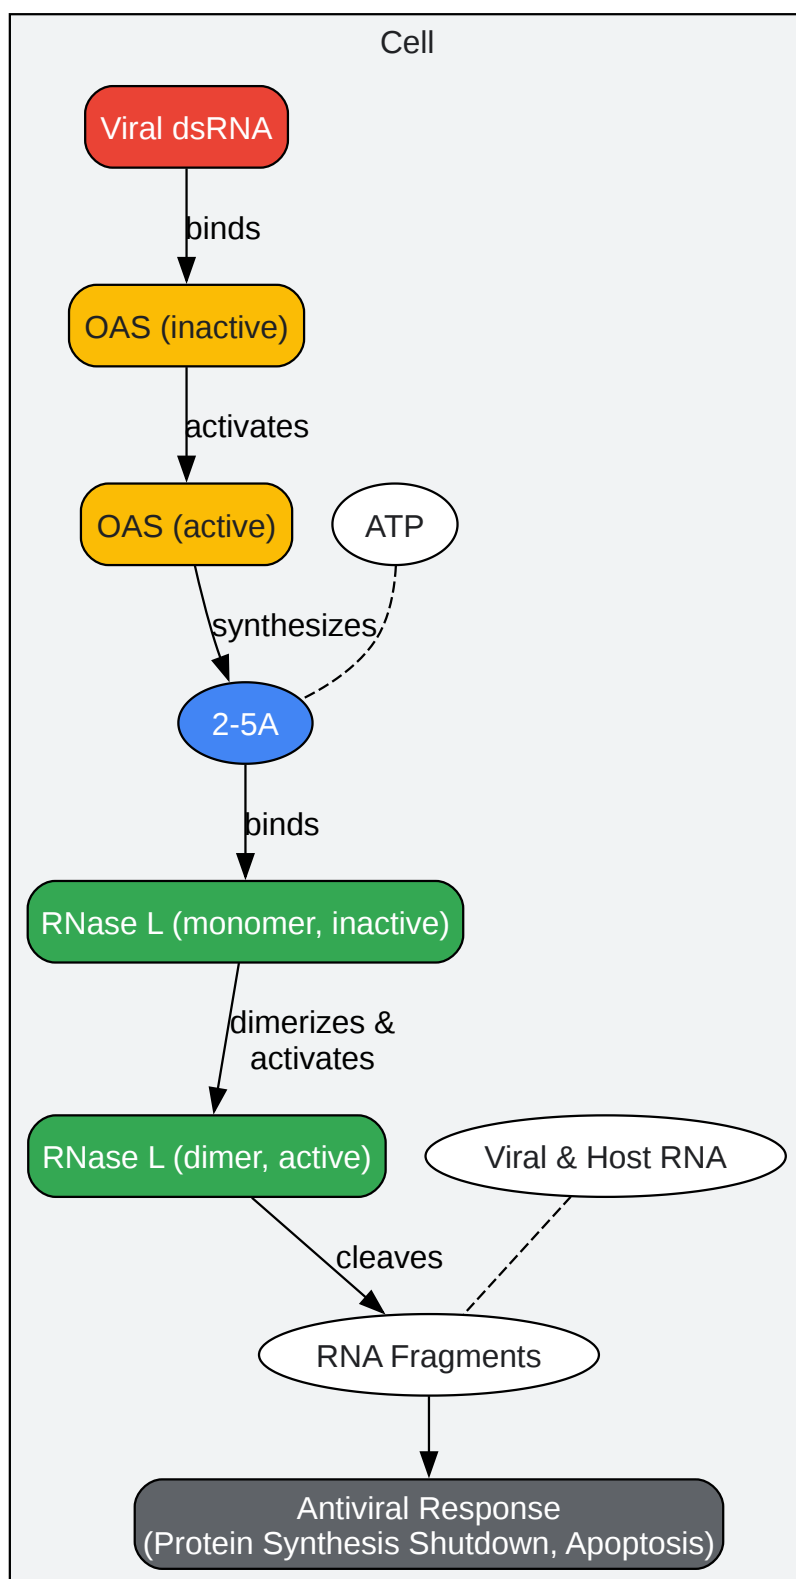 Cell
Viral dsRNA
binds
OAS (inactive)
activates
OAS (active)
ATP
synthesizes
2-5A
binds
RNase L (monomer, inactive)
dimerizes &
activates
RNase L (dimer, active)
Viral & Host RNA
cleaves
RNA Fragments
Antiviral Response
(Protein Synthesis Shutdown, Apoptosis)